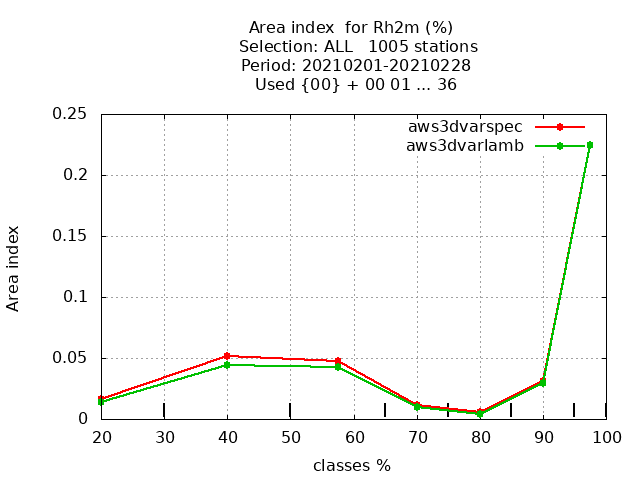 Area index  for Rh2m (%)
Selection: ALL   1005 stations
Period: 20210201-20210228
Used {00} + 00 01 ... 36
aws3dvarspec
aws3dvarlamb
0.25
0.2
0.15
0.1
0.05
0
Area index
20 30 40 50 60 70 80 90 100
classes %